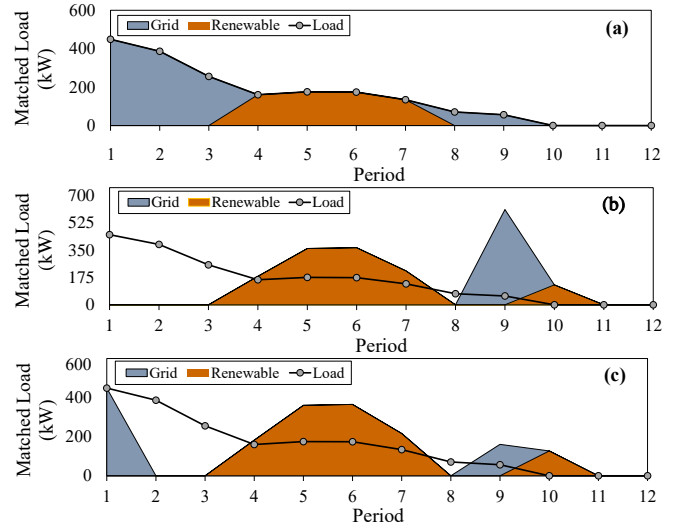 Matched Load
(kW)
600
400
200
0
Grid
Renewable
Load
(a)
1 2 3 4 5 6 7 8 9 10 11 12
Period
Matched Load
(kW)
700
525
350
175
0
Grid
Renewable
Load
(b)
1 2 3 4 5 6 7 8 9 10 11 12
Period
Matched Load
(kW)
600
400
200
0
Grid
Renewable
Load
(c)
1 2 3 4 5 6 7 8 9 10 11 12
Period